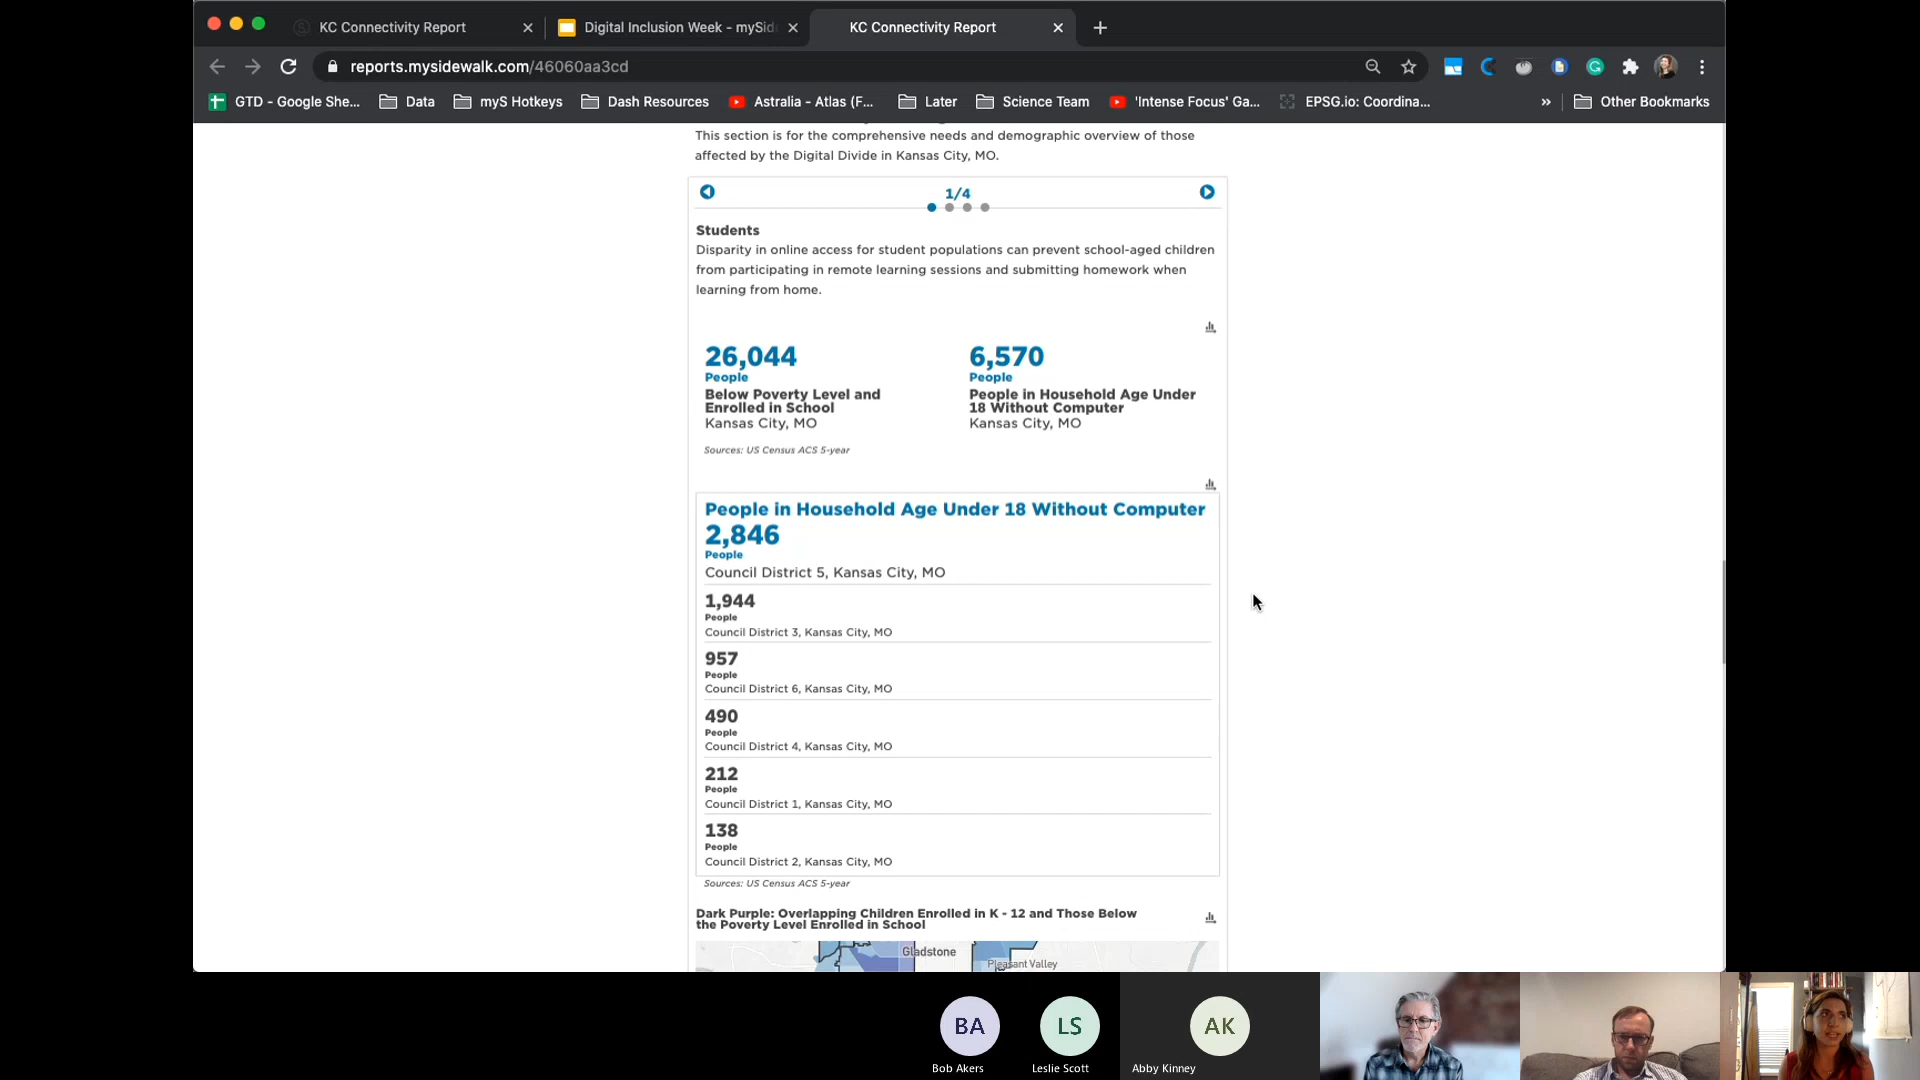 KC Connectivity Report
Digital Inclusion Week - mySid
KC Connectivity Report
reports.mysidewalk.com/46060aa3cd
GTD - Google She...
Data
myS Hotkeys
Dash Resources
Astralia - Atlas (F...
Later
Science Team
'Intense Focus' Ga...
EPSG.io: Coordina...
»
Other Bookmarks
This section is for the comprehensive needs and demographic overview of those
affected by the Digital Divide in Kansas City, MO.
1/4
Students
Disparity in online access for student populations can prevent school-aged children
from participating in remote learning sessions and submitting homework when
learning from home.
26,044
People
Below Poverty Level and
Enrolled in School
Kansas City, MO
6,570
People
People in Household Age Under
18 Without Computer
Kansas City, MO
Sources: US Census ACS 5-year
People in Household Age Under 18 Without Computer
2,846
People
Council District 5, Kansas City, MO
1,944
People
Council District 3, Kansas City, MO
957
People
Council District 6, Kansas City, MO
490
People
Council District 4, Kansas City, MO
212
People
Council District 1, Kansas City, MO
138
People
Council District 2, Kansas City, MO
Sources: US Census ACS 5-year
Dark Purple: Overlapping Children Enrolled in K - 12 and Those Below
the Poverty Level Enrolled in School
Gladstone
Pleasant Valley
BA
LS
AK
Bob Akers
Leslie Scott
Abby Kinney